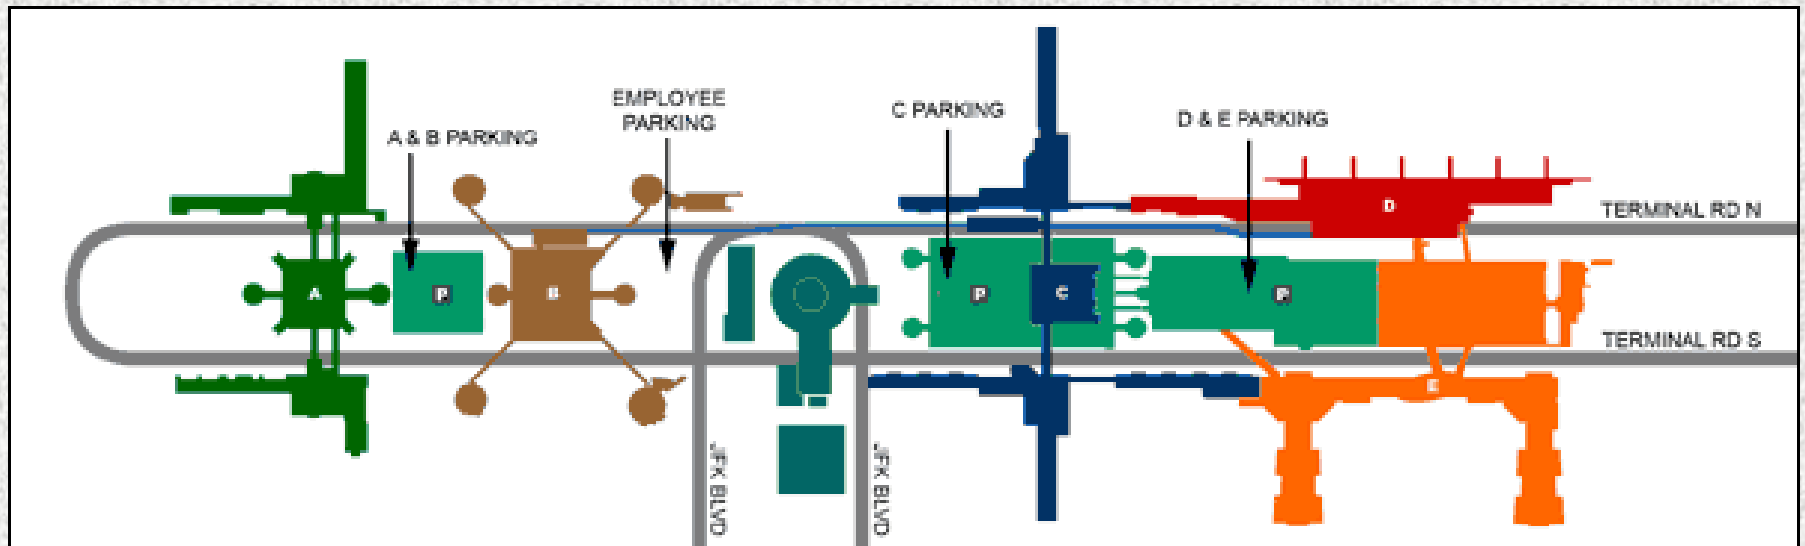 EMPLOYEE
PARKING
C PARKING
D & E PARKING
A & B PARKING
D
TERMINAL RD N
A
P
B
P
C
P
TERMINAL RD S
E
JFK BLVD
JFK BLVD